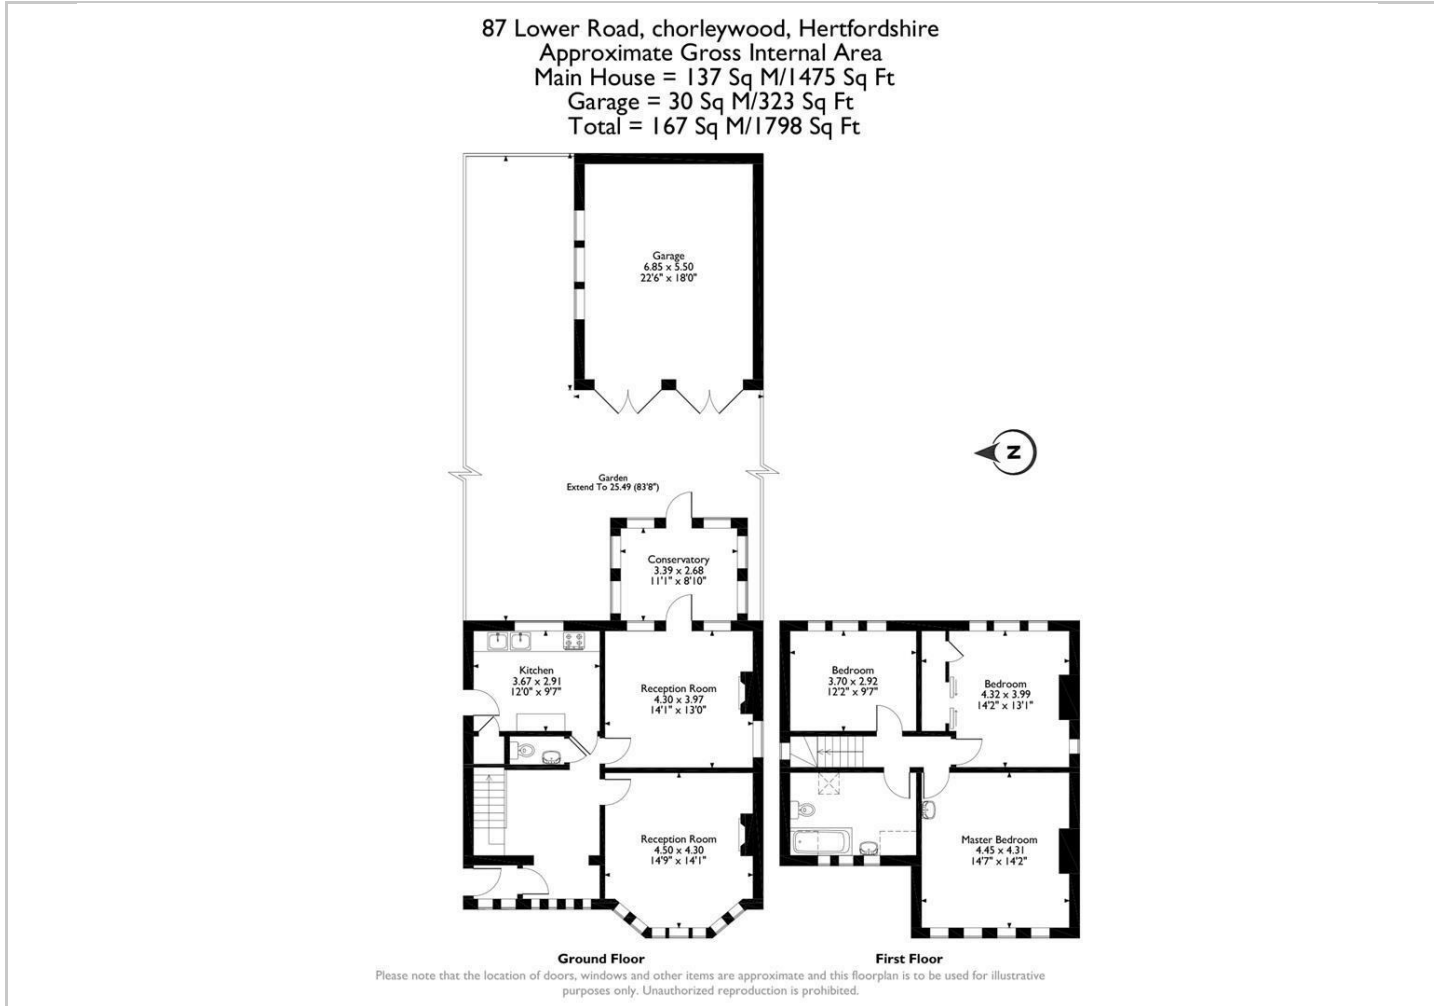 87 Lower Road, chorleywood, Hertfordshire
Approximate Gross Internal Area
Main House = 137 Sq M/1475 Sq Ft
Garage = 30 Sq M/323 Sq Ft
Total = 167 Sq M/1798 Sq Ft
Garage
6.85 x 5.50
22'6" x 18'0"
N
Garden
Extend To 25.49 (83'8")
Conservatory
3.39 x 2.68
11'1" x 8'10"
Kitchen
3.67 x 2.91
12'0" x 9'7"
Reception Room
4.30 x 3.97
14'1" x 13'0"
Bedroom
3.70 x 2.92
12'2" x 9'7"
Bedroom
4.32 x 3.99
14'2" x 13'1"
Reception Room
4.50 x 4.30
14'9" x 14'1"
Master Bedroom
4.45 x 4.31
14'7" x 14'2"
Ground Floor
First Floor
Please note that the location of doors, windows and other items are approximate and this floorplan is to be used for illustrative
purposes only. Unauthorized reproduction is prohibited.